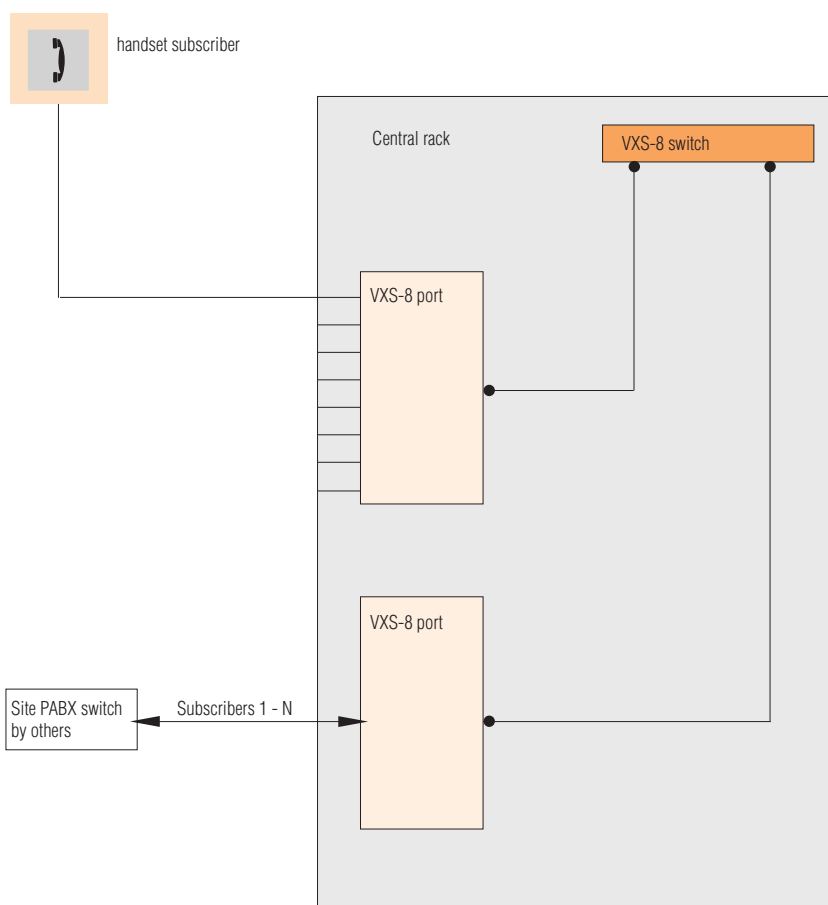 handset subscriber
Central rack
VXS-8 switch
VXS-8 port
VXS-8 port
Site PABX switch
by others
Subscribers 1 - N